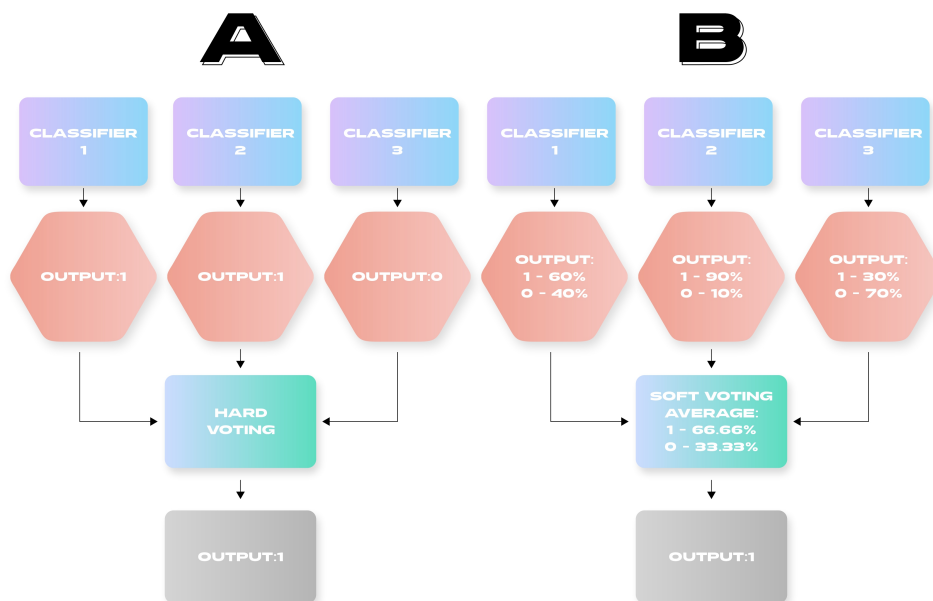 A
CLASSIFIER
1
CLASSIFIER
2
CLASSIFIER
3
OUTPUT:1
OUTPUT:1
OUTPUT:0
HARD
VOTING
OUTPUT:1
B
CLASSIFIER
1
CLASSIFIER
2
CLASSIFIER
3
OUTPUT:
1 - 60%
0 - 40%
OUTPUT:
1 - 90%
0 - 10%
OUTPUT:
1 - 30%
0 - 70%
SOFT VOTING
AVERAGE:
1 - 66.66%
0 - 33.33%
OUTPUT:1